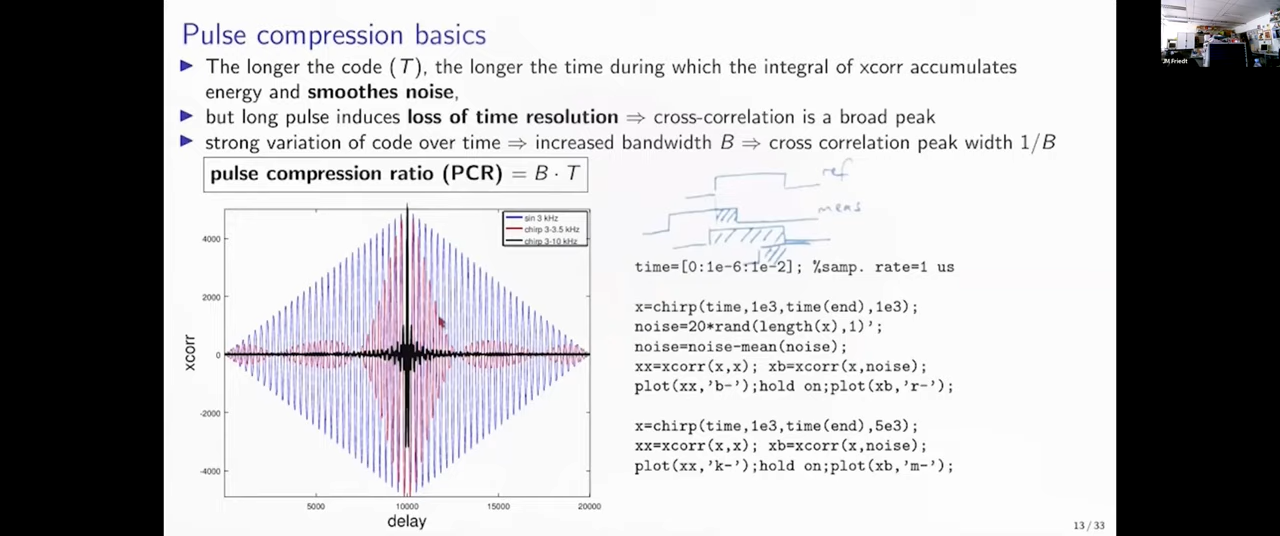 Pulse compression basics
▶ The longer the code (T), the longer the time during which the integral of xcorr accumulates
energy and smoothes noise,
▶ but long pulse induces loss of time resolution ⇒ cross-correlation is a broad peak
▶ strong variation of code over time ⇒ increased bandwidth B ⇒ cross correlation peak width 1/B
pulse compression ratio (PCR) = B · T
sin 3 kHz
chirp 3-3.5 kHz
chirp 3-10 kHz
4000
2000
0
-2000
-4000
xcorr
5000 10000 15000 20000
delay
ref
meas
time=[0:1e-6:1e-2]; %samp. rate=1 us
x=chirp(time,1e3,time(end),1e3);
noise=20*rand(length(x),1)';
noise=noise-mean(noise);
xx=xcorr(x,x); xb=xcorr(x,noise);
plot(xx,'b-');hold on;plot(xb,'r-');
x=chirp(time,1e3,time(end),5e3);
xx=xcorr(x,x); xb=xcorr(x,noise);
plot(xx,'k-');hold on;plot(xb,'m-');
13 / 33
JM Friedt